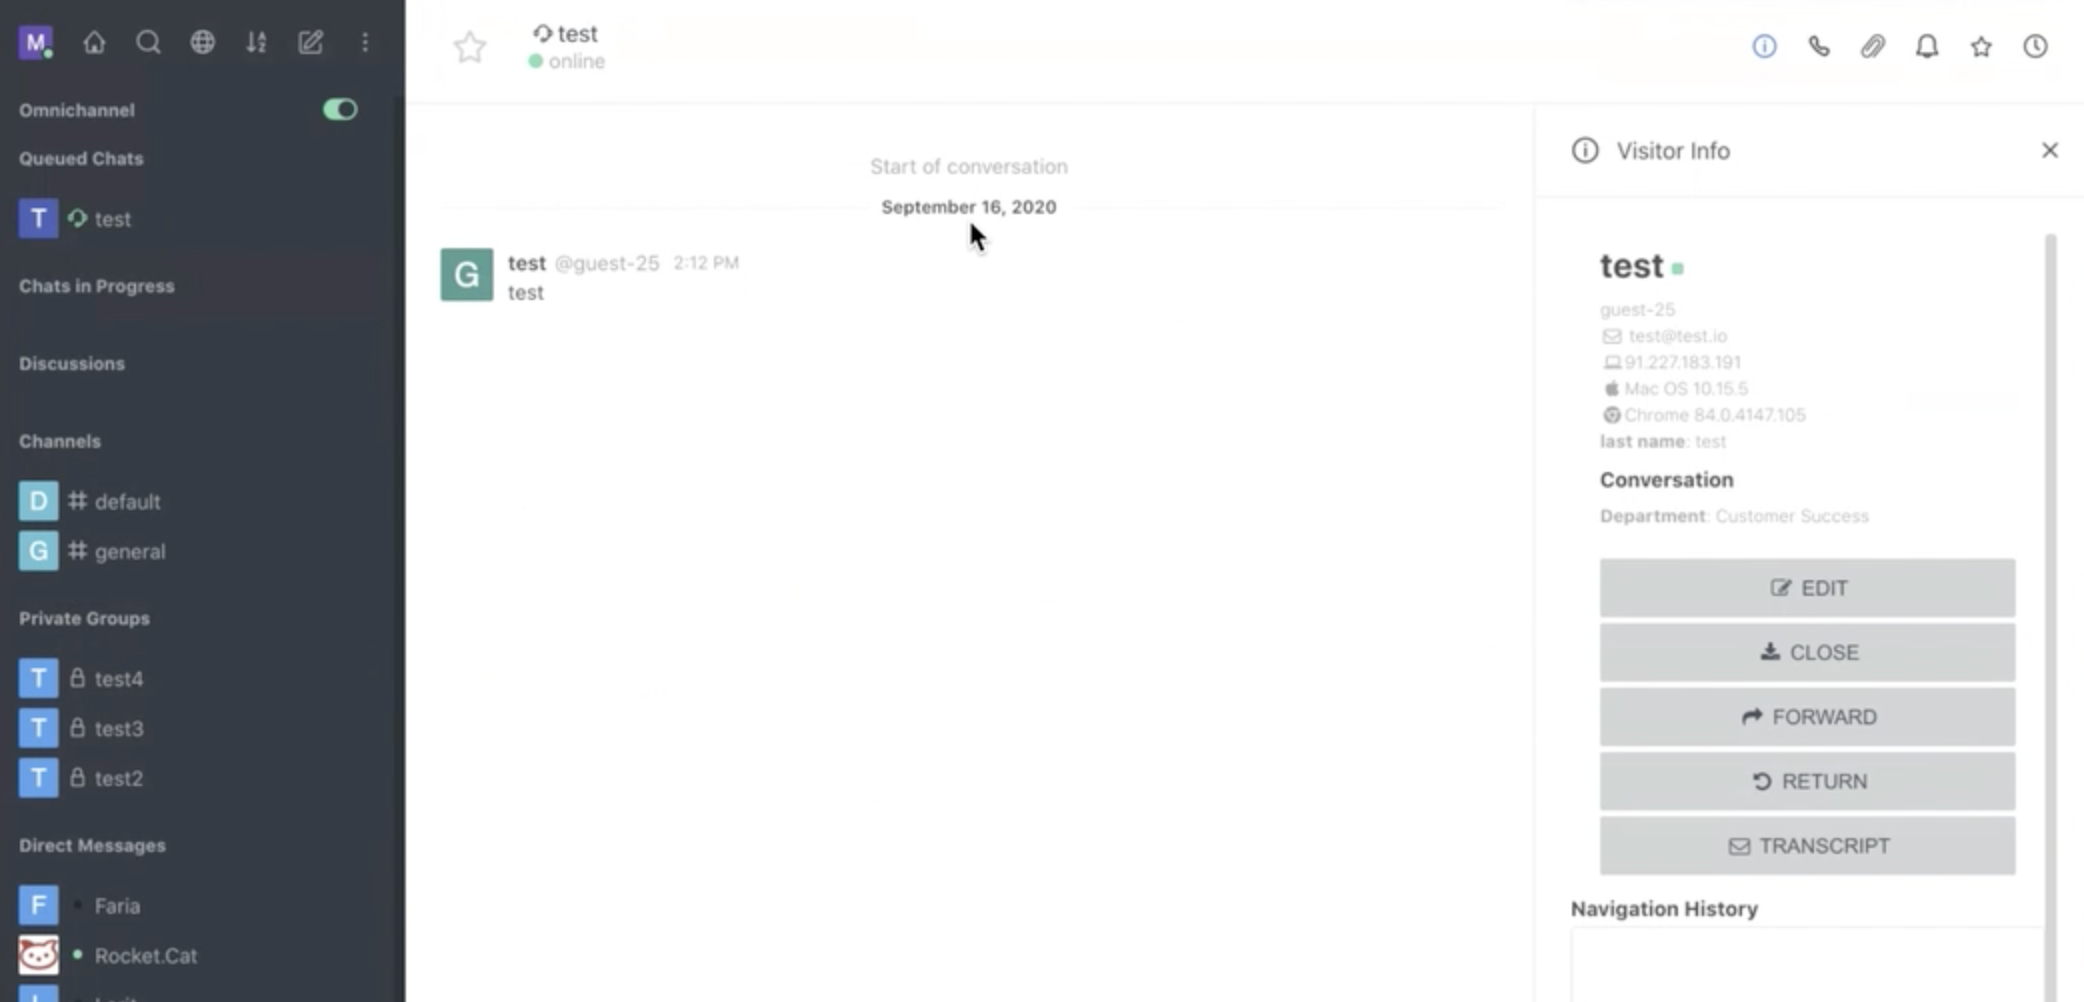 M
Omnichannel
Queued Chats
T test
Chats in Progress
Discussions
Channels
D # default
G # general
Private Groups
T test4
T test3
T test2
Direct Messages
F Faria
Rocket.Cat
test
online
Start of conversation
September 16, 2020
G
test @guest-25 2:12 PM
test
Visitor Info
test
guest-25
test@test.io
91.227.183.191
Mac OS 10.15.5
Chrome 84.0.4147.105
last name: test
Conversation
Department: Customer Success
EDIT
CLOSE
FORWARD
RETURN
TRANSCRIPT
Navigation History